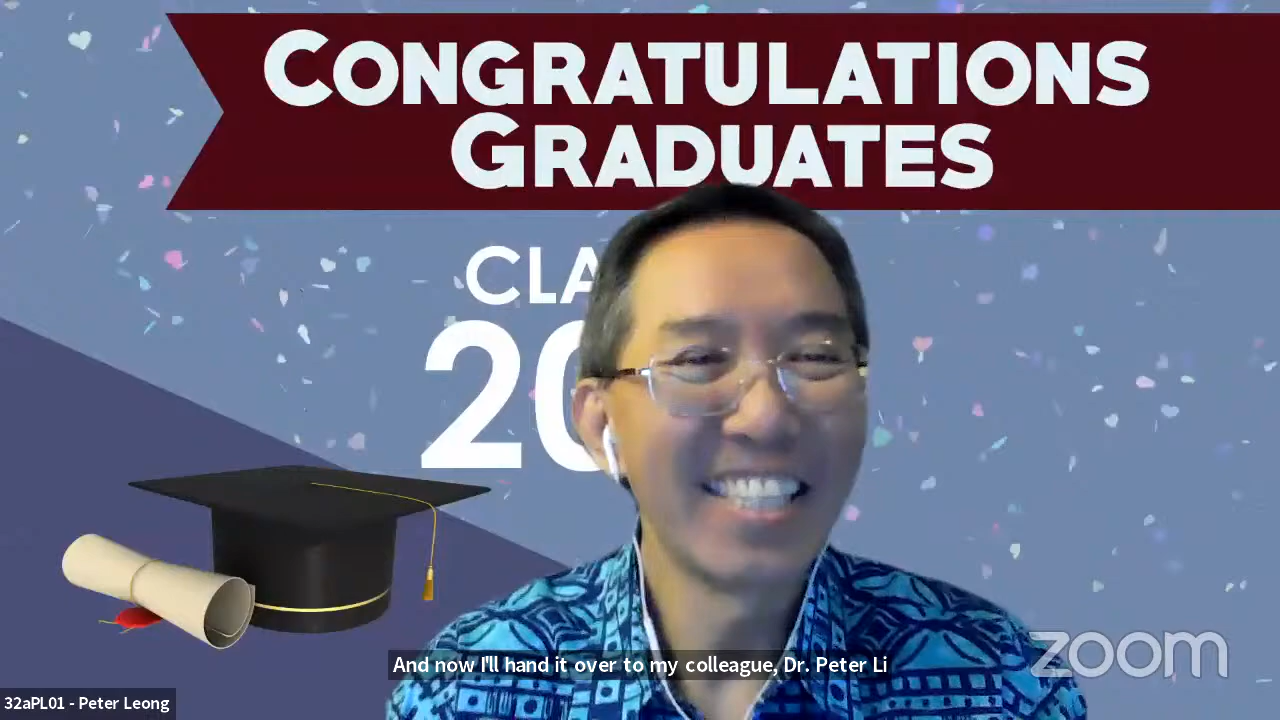 CONGRATULATIONS
GRADUATES
CLA
20
And now I'll hand it over to my colleague, Dr. Peter Li
zoom
32aPL01 - Peter Leong